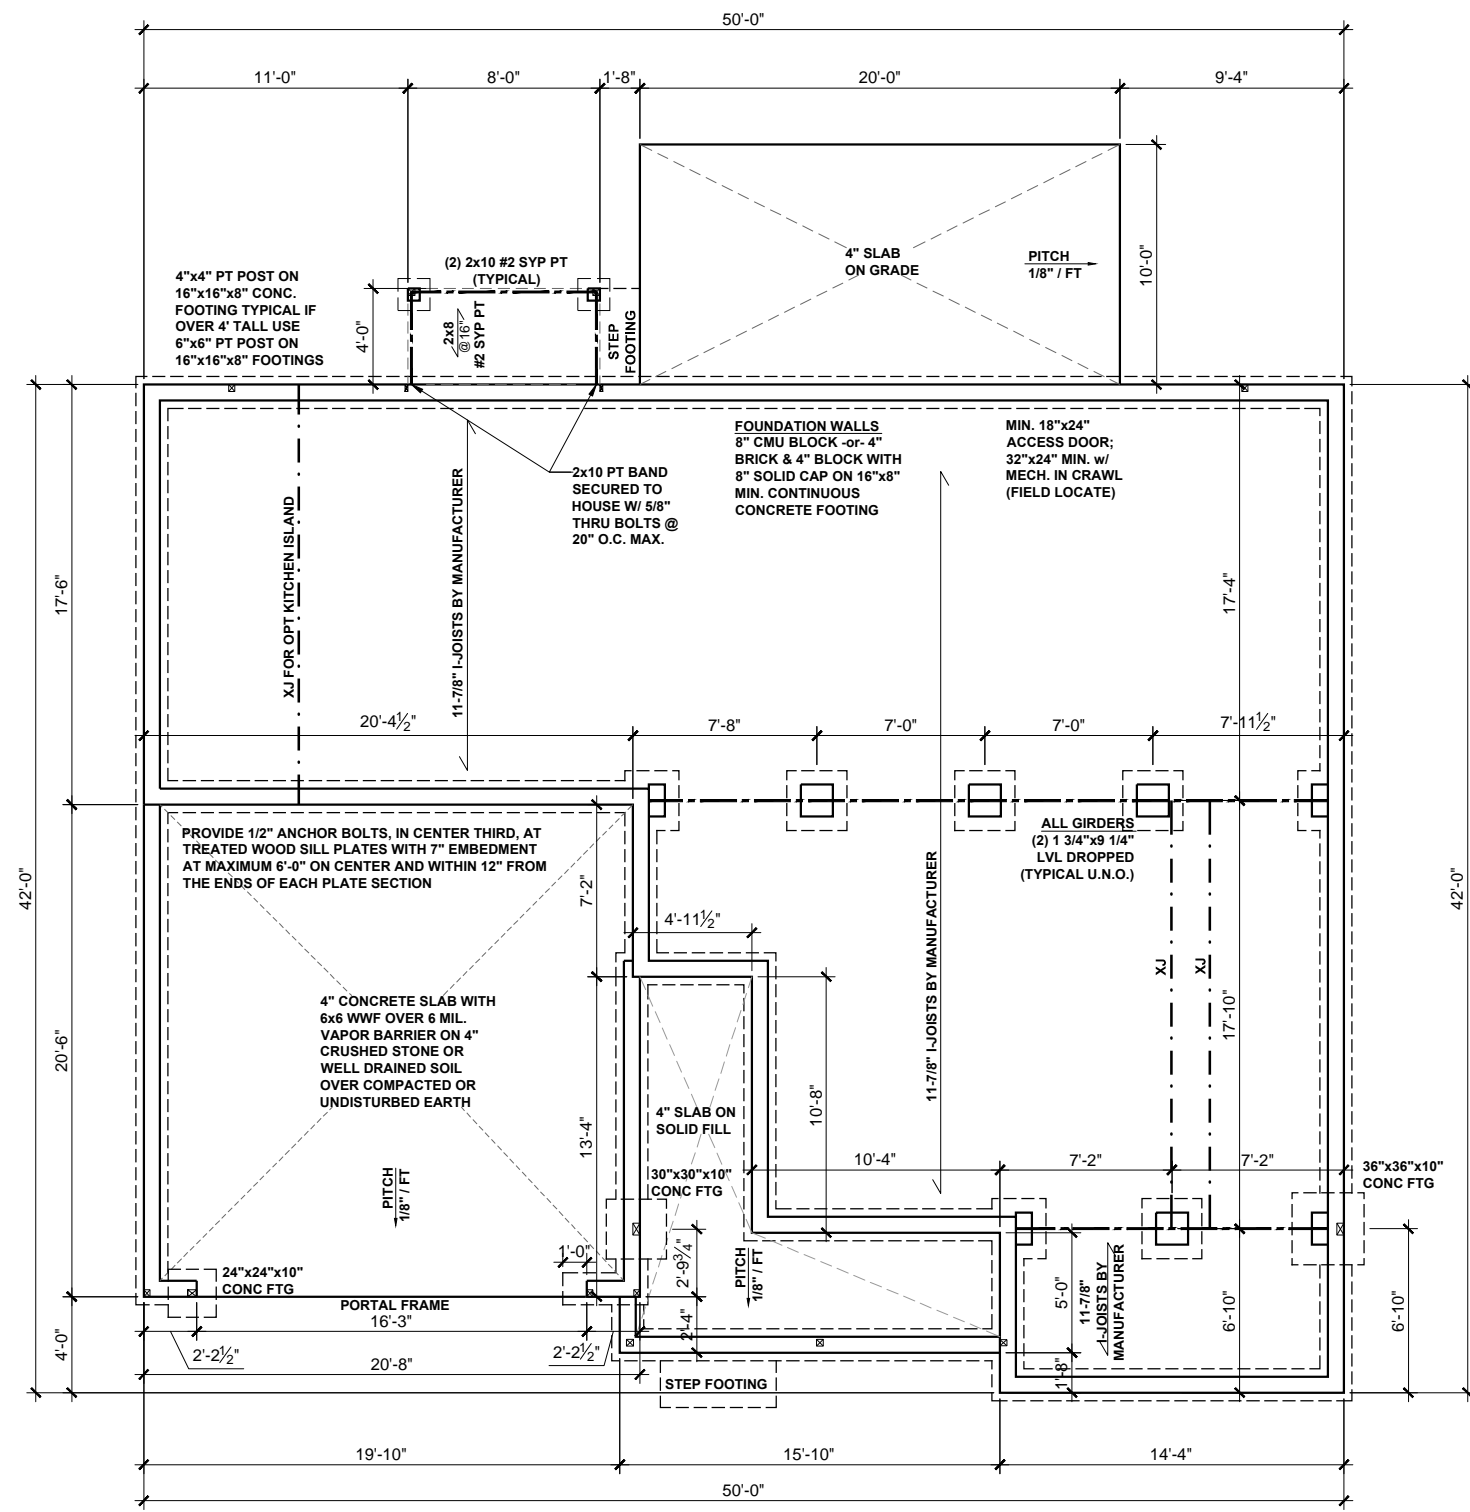 50'-0"
11'-0"
8'-0"
1'-8"
20'-0"
9'-4"
4"x4" PT POST ON
16"x16"x8" CONC.
FOOTING TYPICAL IF
OVER 4' TALL USE
6"x6" PT POST ON
16"x16"x8" FOOTINGS
4'-0"
(2) 2x10 #2 SYP PT
(TYPICAL)
2x8
@16"
#2 SYP PT
STEP
FOOTING
4" SLAB
ON GRADE
PITCH
1/8" / FT
10'-0"
FOUNDATION WALLS
8" CMU BLOCK -or- 4"
BRICK & 4" BLOCK WITH
8" SOLID CAP ON 16"x8"
MIN. CONTINUOUS
CONCRETE FOOTING
MIN. 18"x24"
ACCESS DOOR;
32"x24" MIN. w/
MECH. IN CRAWL
(FIELD LOCATE)
2x10 PT BAND
SECURED TO
HOUSE W/ 5/8"
THRU BOLTS @
20" O.C. MAX.
XJ FOR OPT KITCHEN ISLAND
11-7/8" I-JOISTS BY MANUFACTURER
17'-6"
17'-4"
20'-4½"
7'-8"
7'-0"
7'-0"
7'-11½"
42'-0"
42'-0"
PROVIDE 1/2" ANCHOR BOLTS, IN CENTER THIRD, AT
TREATED WOOD SILL PLATES WITH 7" EMBEDMENT
AT MAXIMUM 6'-0" ON CENTER AND WITHIN 12" FROM
THE ENDS OF EACH PLATE SECTION
ALL GIRDERS
(2) 1 3/4"x9 1/4"
LVL DROPPED
(TYPICAL U.N.O.)
7'-2"
4'-11½"
11-7/8" I-JOISTS BY MANUFACTURER
XJ
XJ
17'-10"
20'-6"
4" CONCRETE SLAB WITH
6x6 WWF OVER 6 MIL.
VAPOR BARRIER ON 4"
CRUSHED STONE OR
WELL DRAINED SOIL
OVER COMPACTED OR
UNDISTURBED EARTH
13'-4"
4" SLAB ON
SOLID FILL
10'-8"
PITCH
1/8" / FT
30"x30"x10"
CONC FTG
10'-4"
7'-2"
7'-2"
36"x36"x10"
CONC FTG
24"x24"x10"
CONC FTG
1'-0"
2'-9¾"
PITCH
1/8" / FT
5'-0"
11-7/8"
I-JOISTS BY
MANUFACTURER
6'-10"
6'-10"
PORTAL FRAME
16'-3"
2'-4"
4'-0"
2'-2½"
2'-2½"
20'-8"
STEP FOOTING
1'-8"
19'-10"
15'-10"
14'-4"
50'-0"